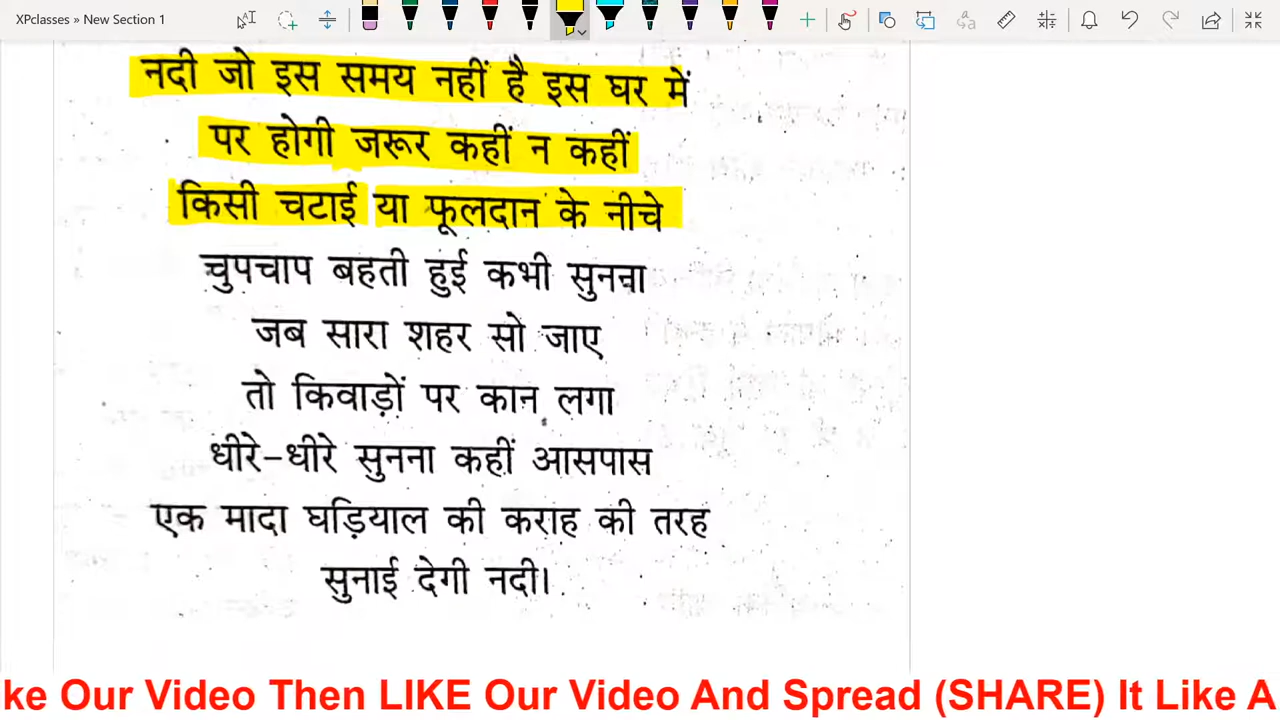 XPclasses » New Section 1
नदी जो इस समय नहीं है इस घर में
पर होगी जरूर कहीं न कहीं
किसी चटाई या फूलदान के नीचे
चुपचाप बहती हुई कभी सुनना
जब सारा शहर सो जाए
तो किवाड़ों पर कान लगा
धीरे-धीरे सुनना कहीं आसपास
एक मादा घड़ियाल की कराह की तरह
सुनाई देगी नदी।
ke Our Video Then LIKE Our Video And Spread (SHARE) It Like A